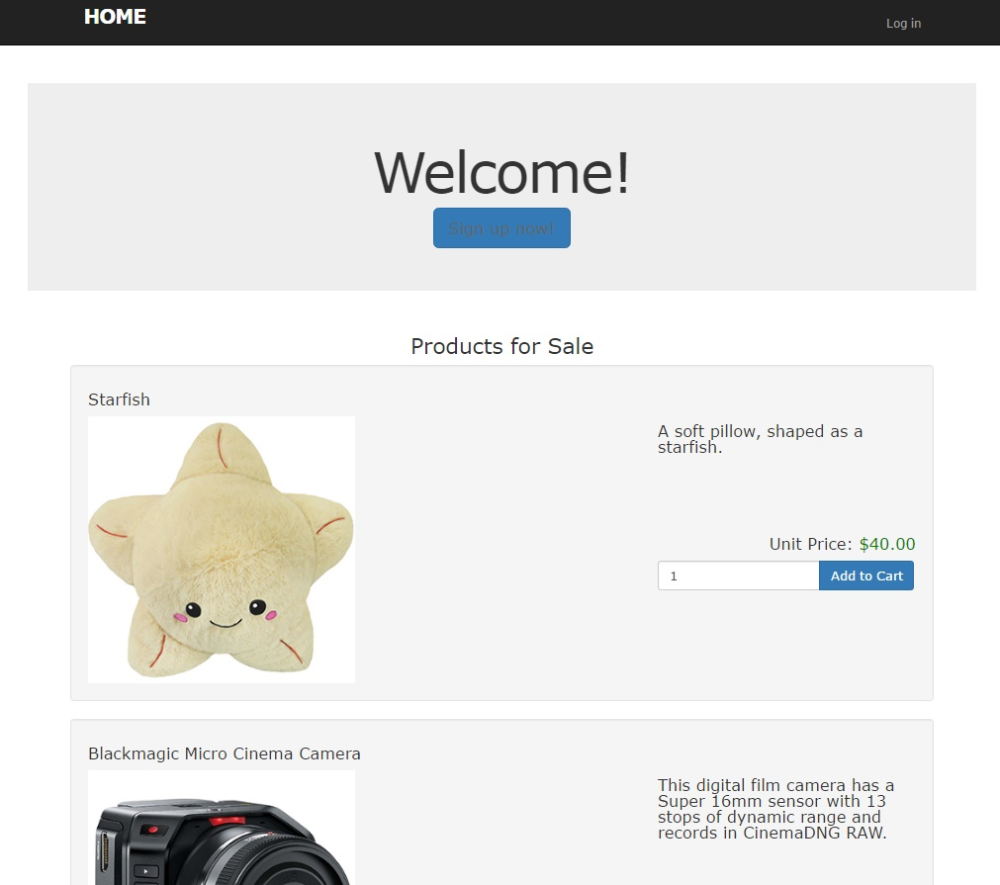 HOME
Log in
Welcome!
Sign up now!
Products for Sale
Starfish
A soft pillow, shaped as a
starfish.
Unit Price: $40.00
1
Add to Cart
Blackmagic Micro Cinema Camera
This digital film camera has a
Super 16mm sensor with 13
stops of dynamic range and
records in CinemaDNG RAW.